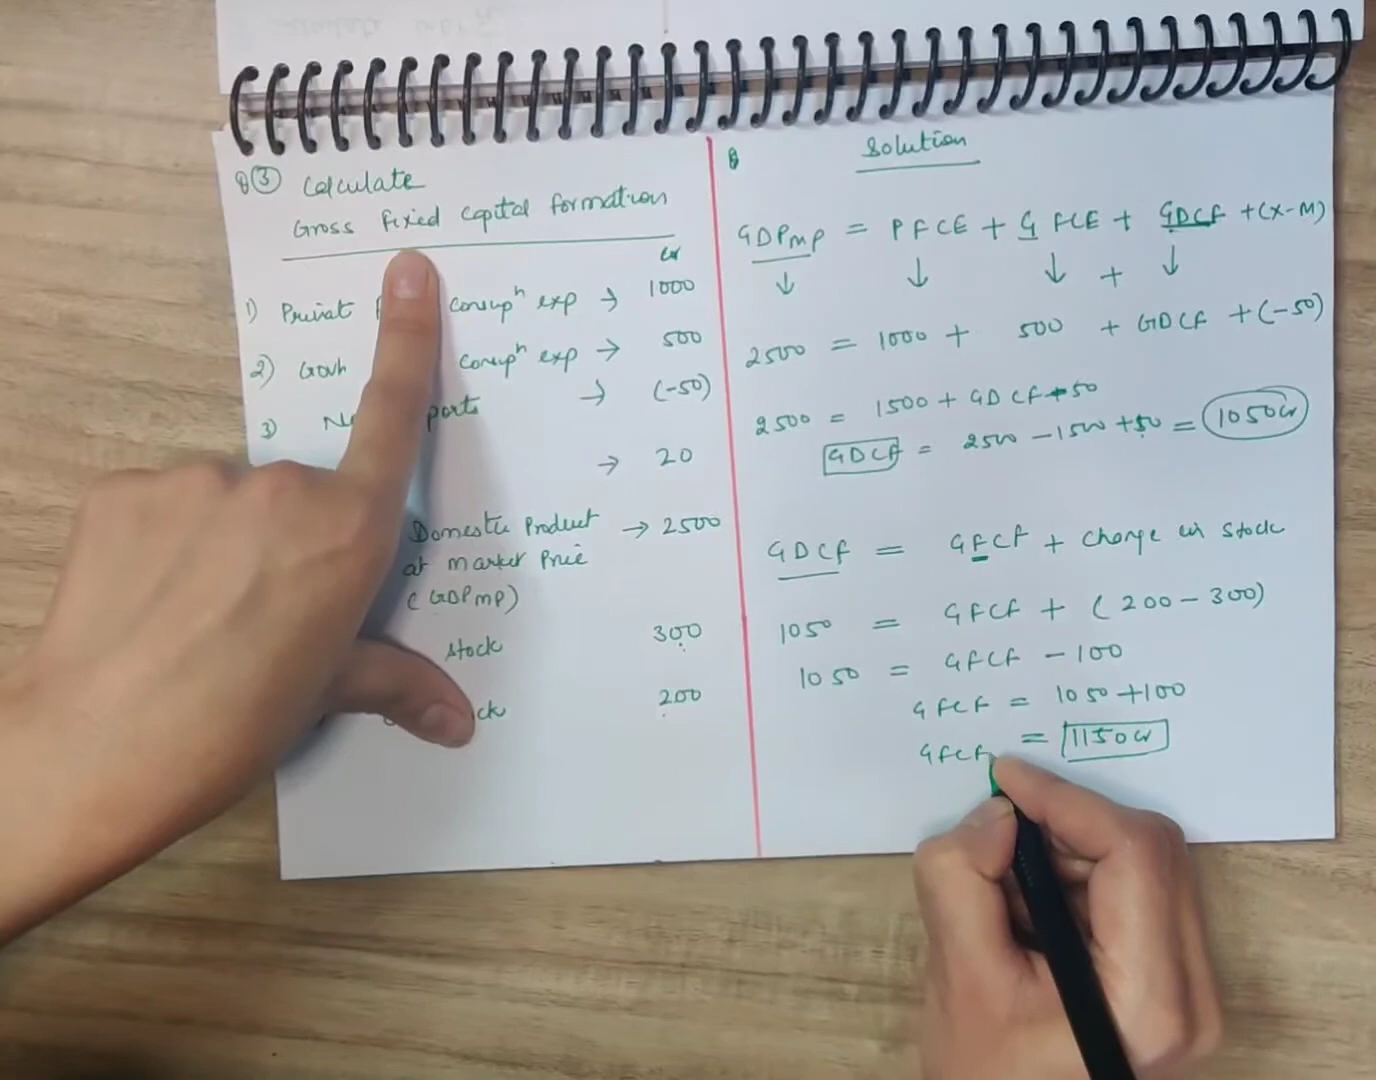 Q③ Calculate
Gross fixed capital formation
cr
1) Privat consupⁿ exp → 1000
2) Govt consupⁿ exp → 500
3) ports → (-50)
→ 20
Domestic Product → 2500
at market Price
(GDPMP)
stock 300
ck 200
Solution
GDPMP = PFCE + GFCE + GDCF + (X-M)
↓ ↓ ↓ + ↓
2500 = 1000 + 500 + GDCF + (-50)
2500 = 1500 + GDCF - 50
GDCF = 2500 - 1500 + 50 = 1050cr
GDCF = GFCF + change in stock
1050 = GFCF + (200 - 300)
1050 = GFCF - 100
GFCF = 1050 + 100
GFCF = 1150cr